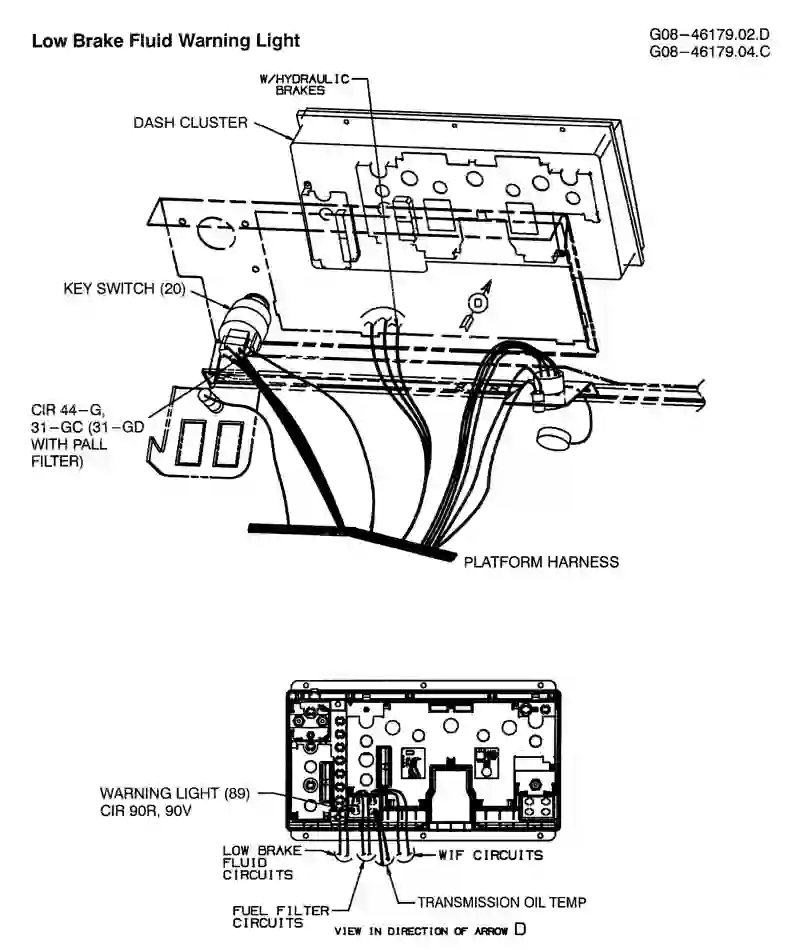 Low Brake Fluid Warning Light
G08-46179.02.D
G08-46179.04.C
W/HYDRAULIC
BRAKES
DASH CLUSTER
KEY SWITCH (20)
D
CIR 44-G,
31-GC (31-GD
WITH PALL
FILTER)
PLATFORM HARNESS
WARNING LIGHT (89)
CIR 90R, 90V
LOW BRAKE
FLUID
CIRCUITS
WIF CIRCUITS
TRANSMISSION OIL TEMP
FUEL FILTER
CIRCUITS
VIEW IN DIRECTION OF ARROW D